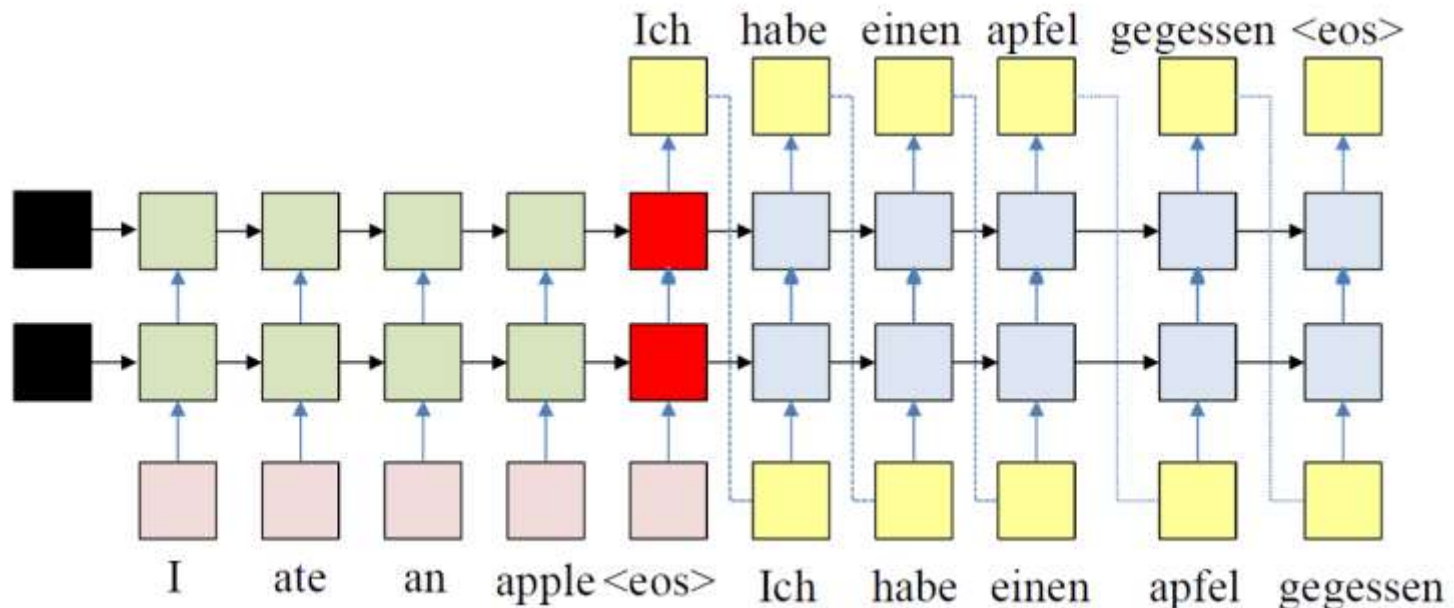 Ich habe einen apfel gegessen <eos>
I ate an apple <eos> Ich habe einen apfel gegessen